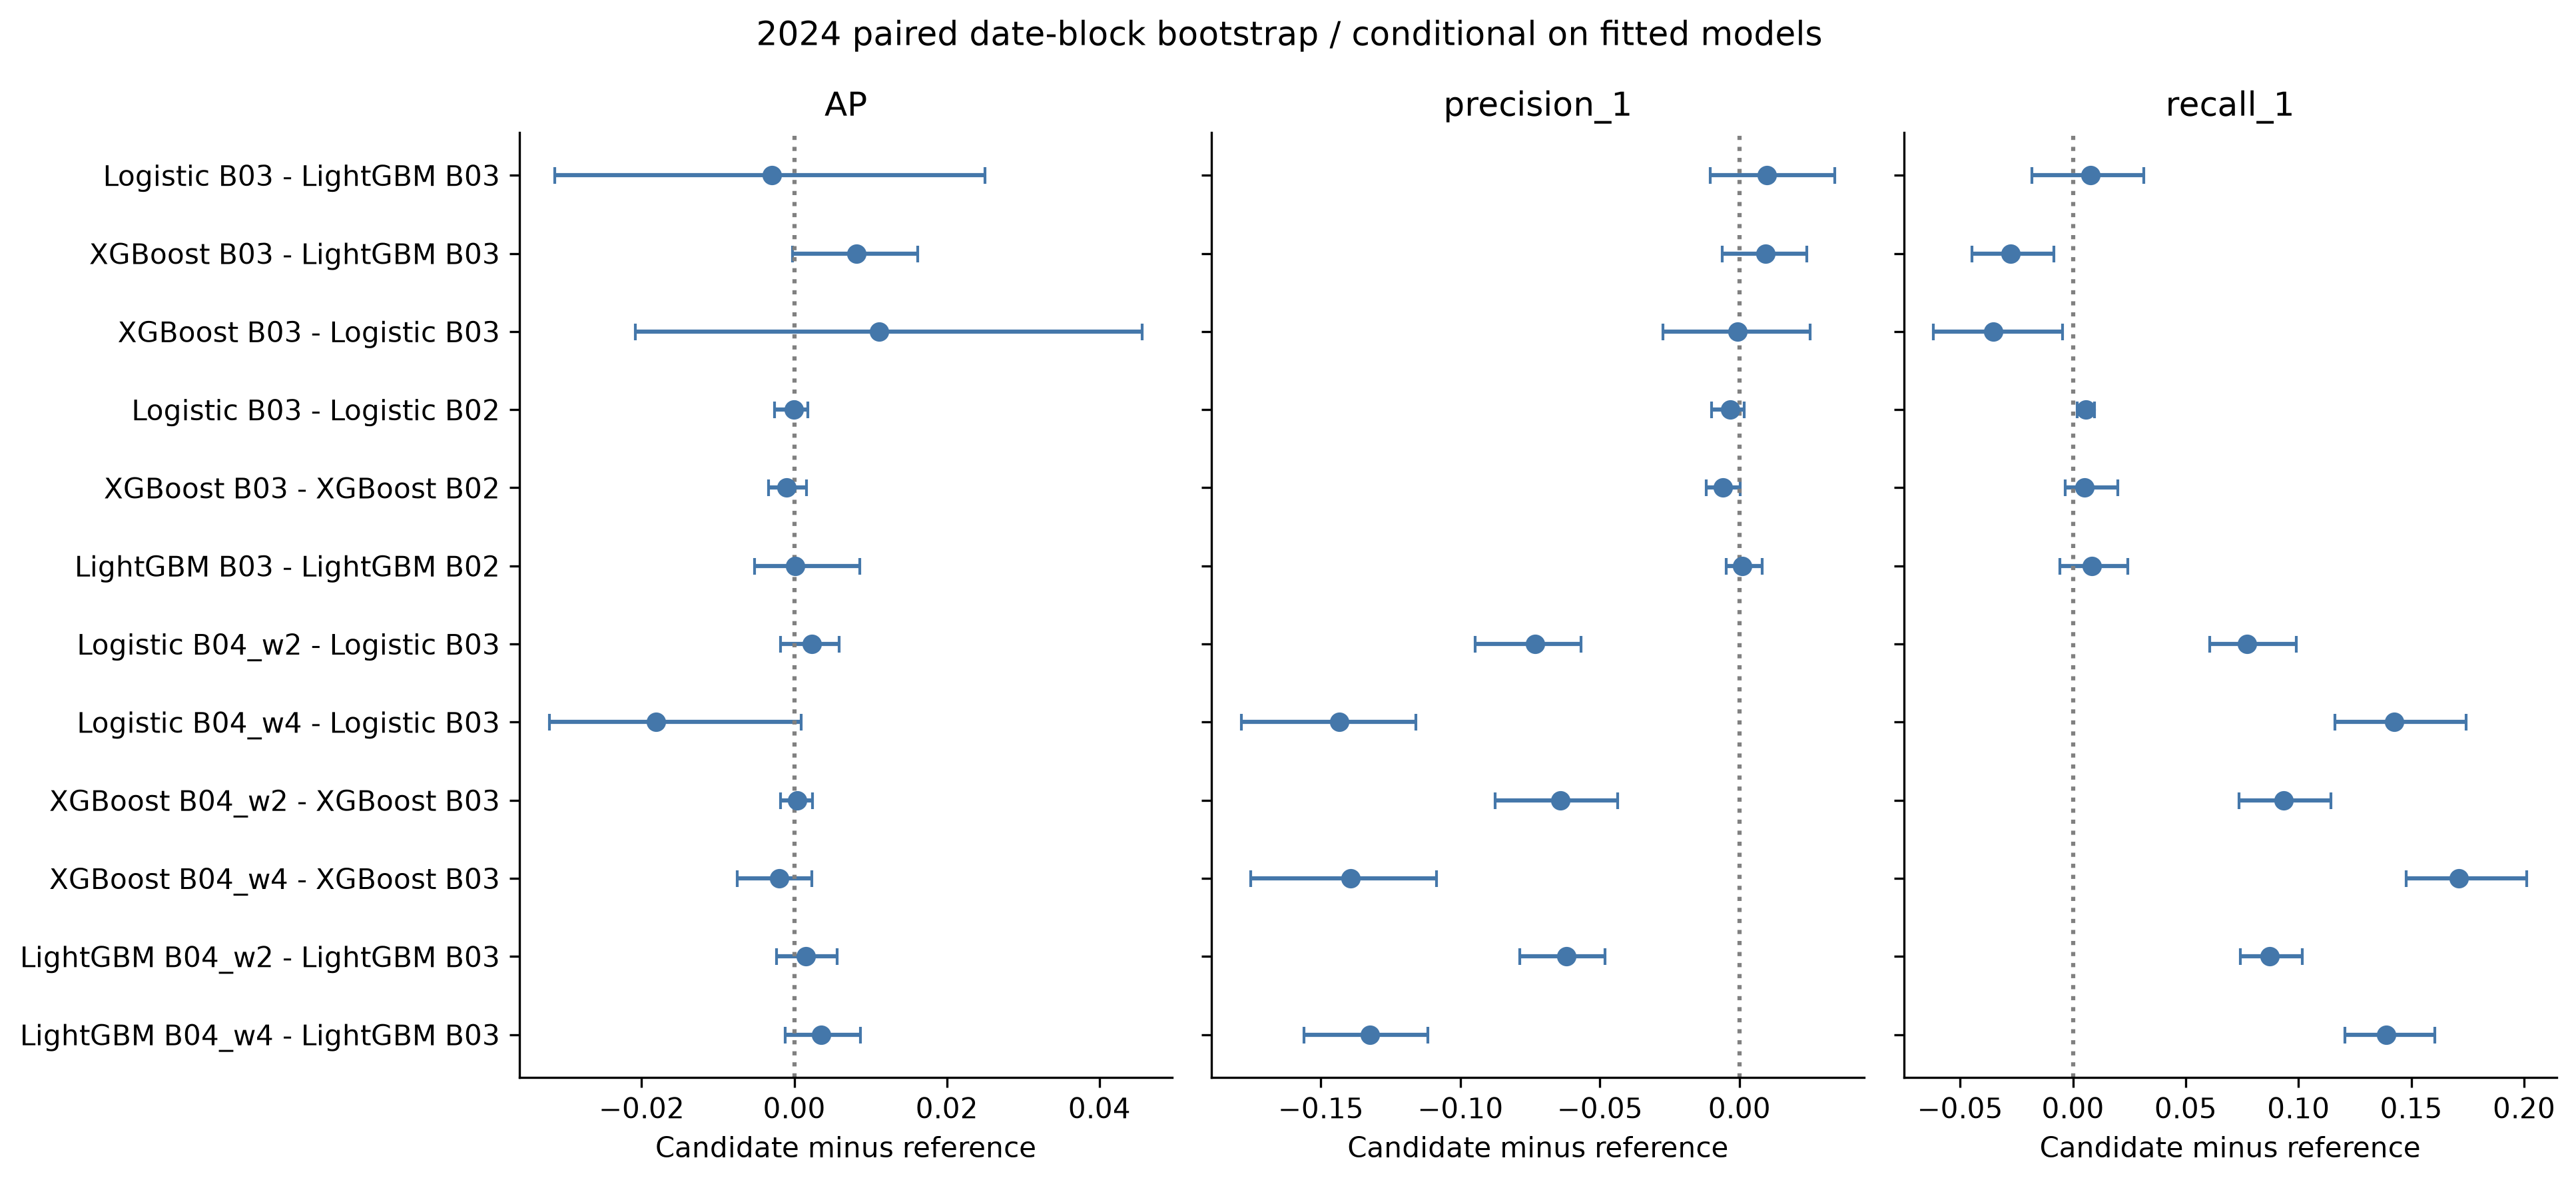 2024 paired date-block bootstrap / conditional on fitted models
AP
precision_1
recall_1
Logistic B03 - LightGBM B03
XGBoost B03 - LightGBM B03
XGBoost B03 - Logistic B03
Logistic B03 - Logistic B02
XGBoost B03 - XGBoost B02
LightGBM B03 - LightGBM B02
Logistic B04_w2 - Logistic B03
Logistic B04_w4 - Logistic B03
XGBoost B04_w2 - XGBoost B03
XGBoost B04_w4 - XGBoost B03
LightGBM B04_w2 - LightGBM B03
LightGBM B04_w4 - LightGBM B03
−0.02 0.00 0.02 0.04
−0.15 −0.10 −0.05 0.00
−0.05 0.00 0.05 0.10 0.15 0.20
Candidate minus reference
Candidate minus reference
Candidate minus reference